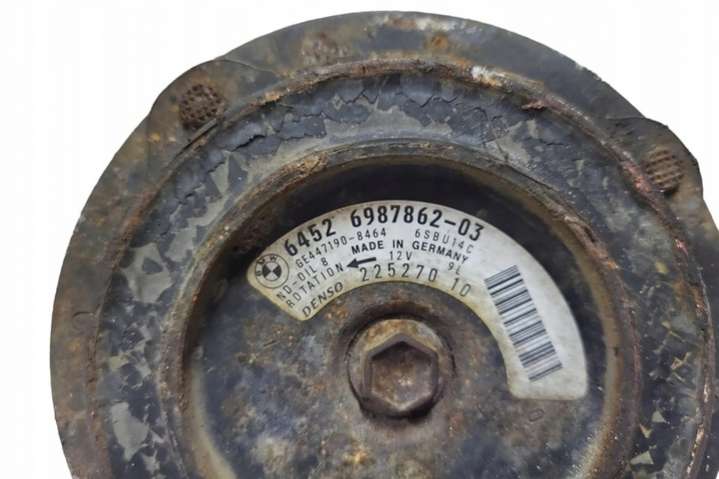 6452 6987862-03
GE447190-8464 6SBU14C
ND-OIL 8 MADE IN GERMANY
ROTATION ← 12V 9L
DENSO 225270 10